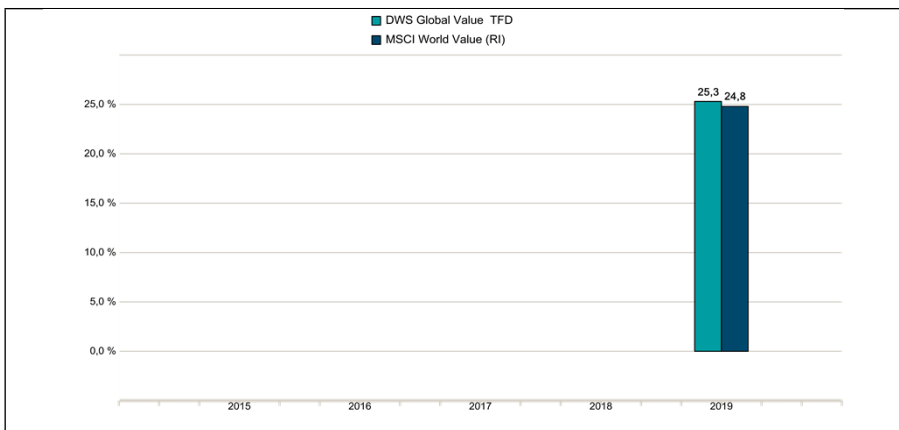 DWS Global Value TFD
MSCI World Value (RI)
25,3
24,8
25,0 %
20,0 %
15,0 %
10,0 %
5,0 %
0,0 %
2015 2016 2017 2018 2019